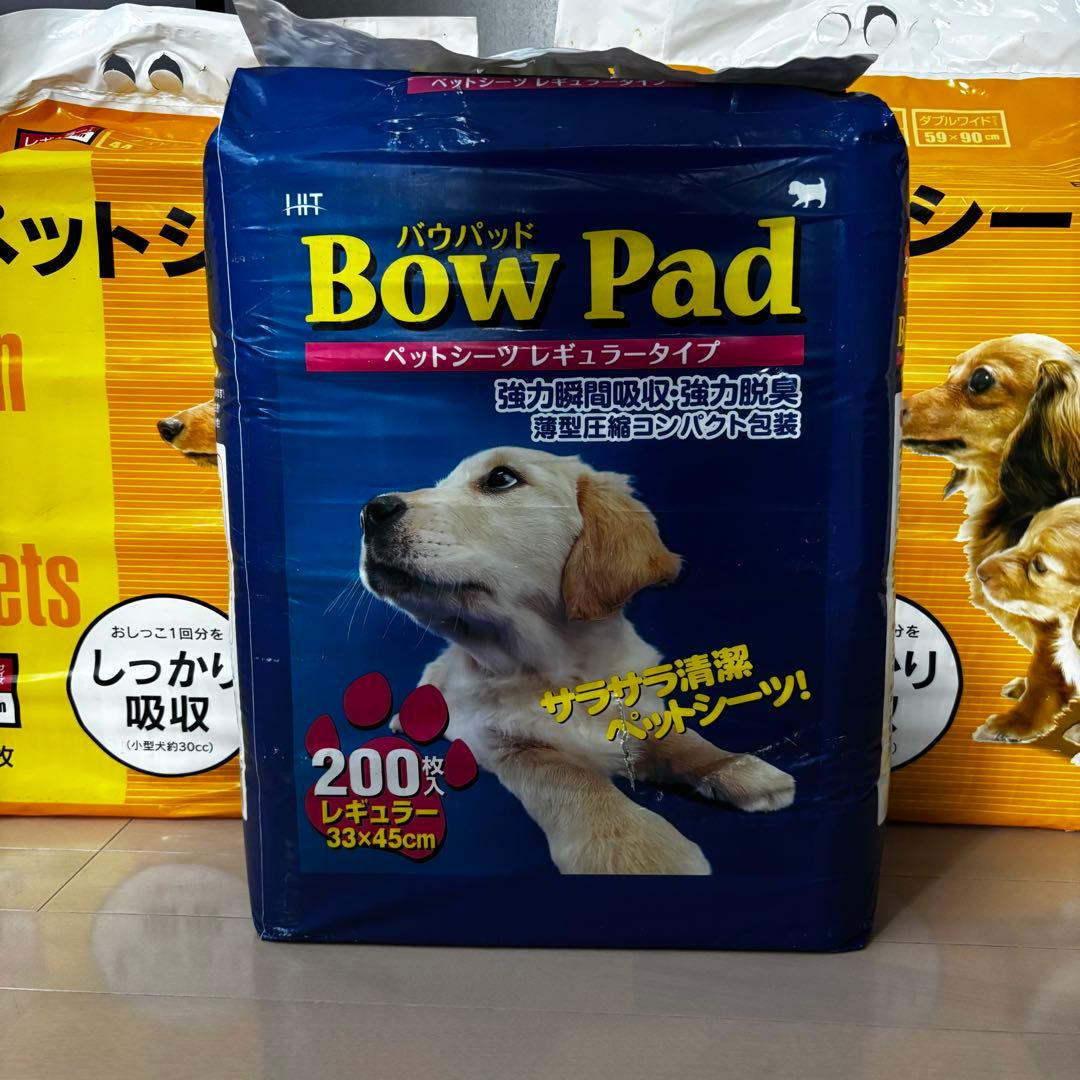 ペットシーツ レギュラータイプ
HIT
バウパッド
Bow Pad
ペットシーツ レギュラータイプ
強力瞬間吸収・強力脱臭
薄型圧縮コンパクト包装
サラサラ清潔
ペットシーツ!
200枚入
レギュラー
33×45cm
ペットシ
n
ets
おしっこ1回分を
しっかり
吸収
(小型犬約30cc)
枚
ダブルワイド
59×90cm
シー
を
り